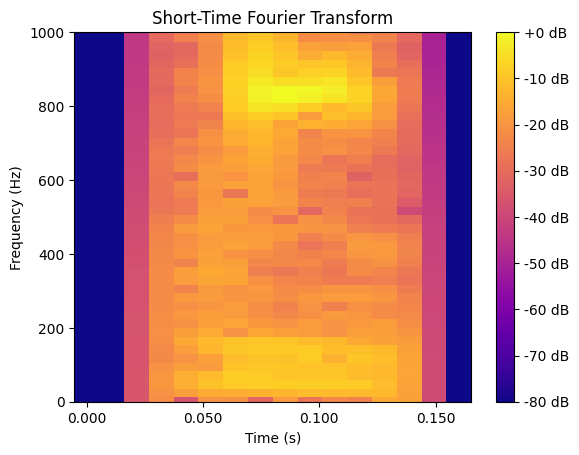 Short-Time Fourier Transform
1000
800
600
400
200
0
Frequency (Hz)
0.000
0.050
0.100
0.150
Time (s)
+0 dB
-10 dB
-20 dB
-30 dB
-40 dB
-50 dB
-60 dB
-70 dB
-80 dB